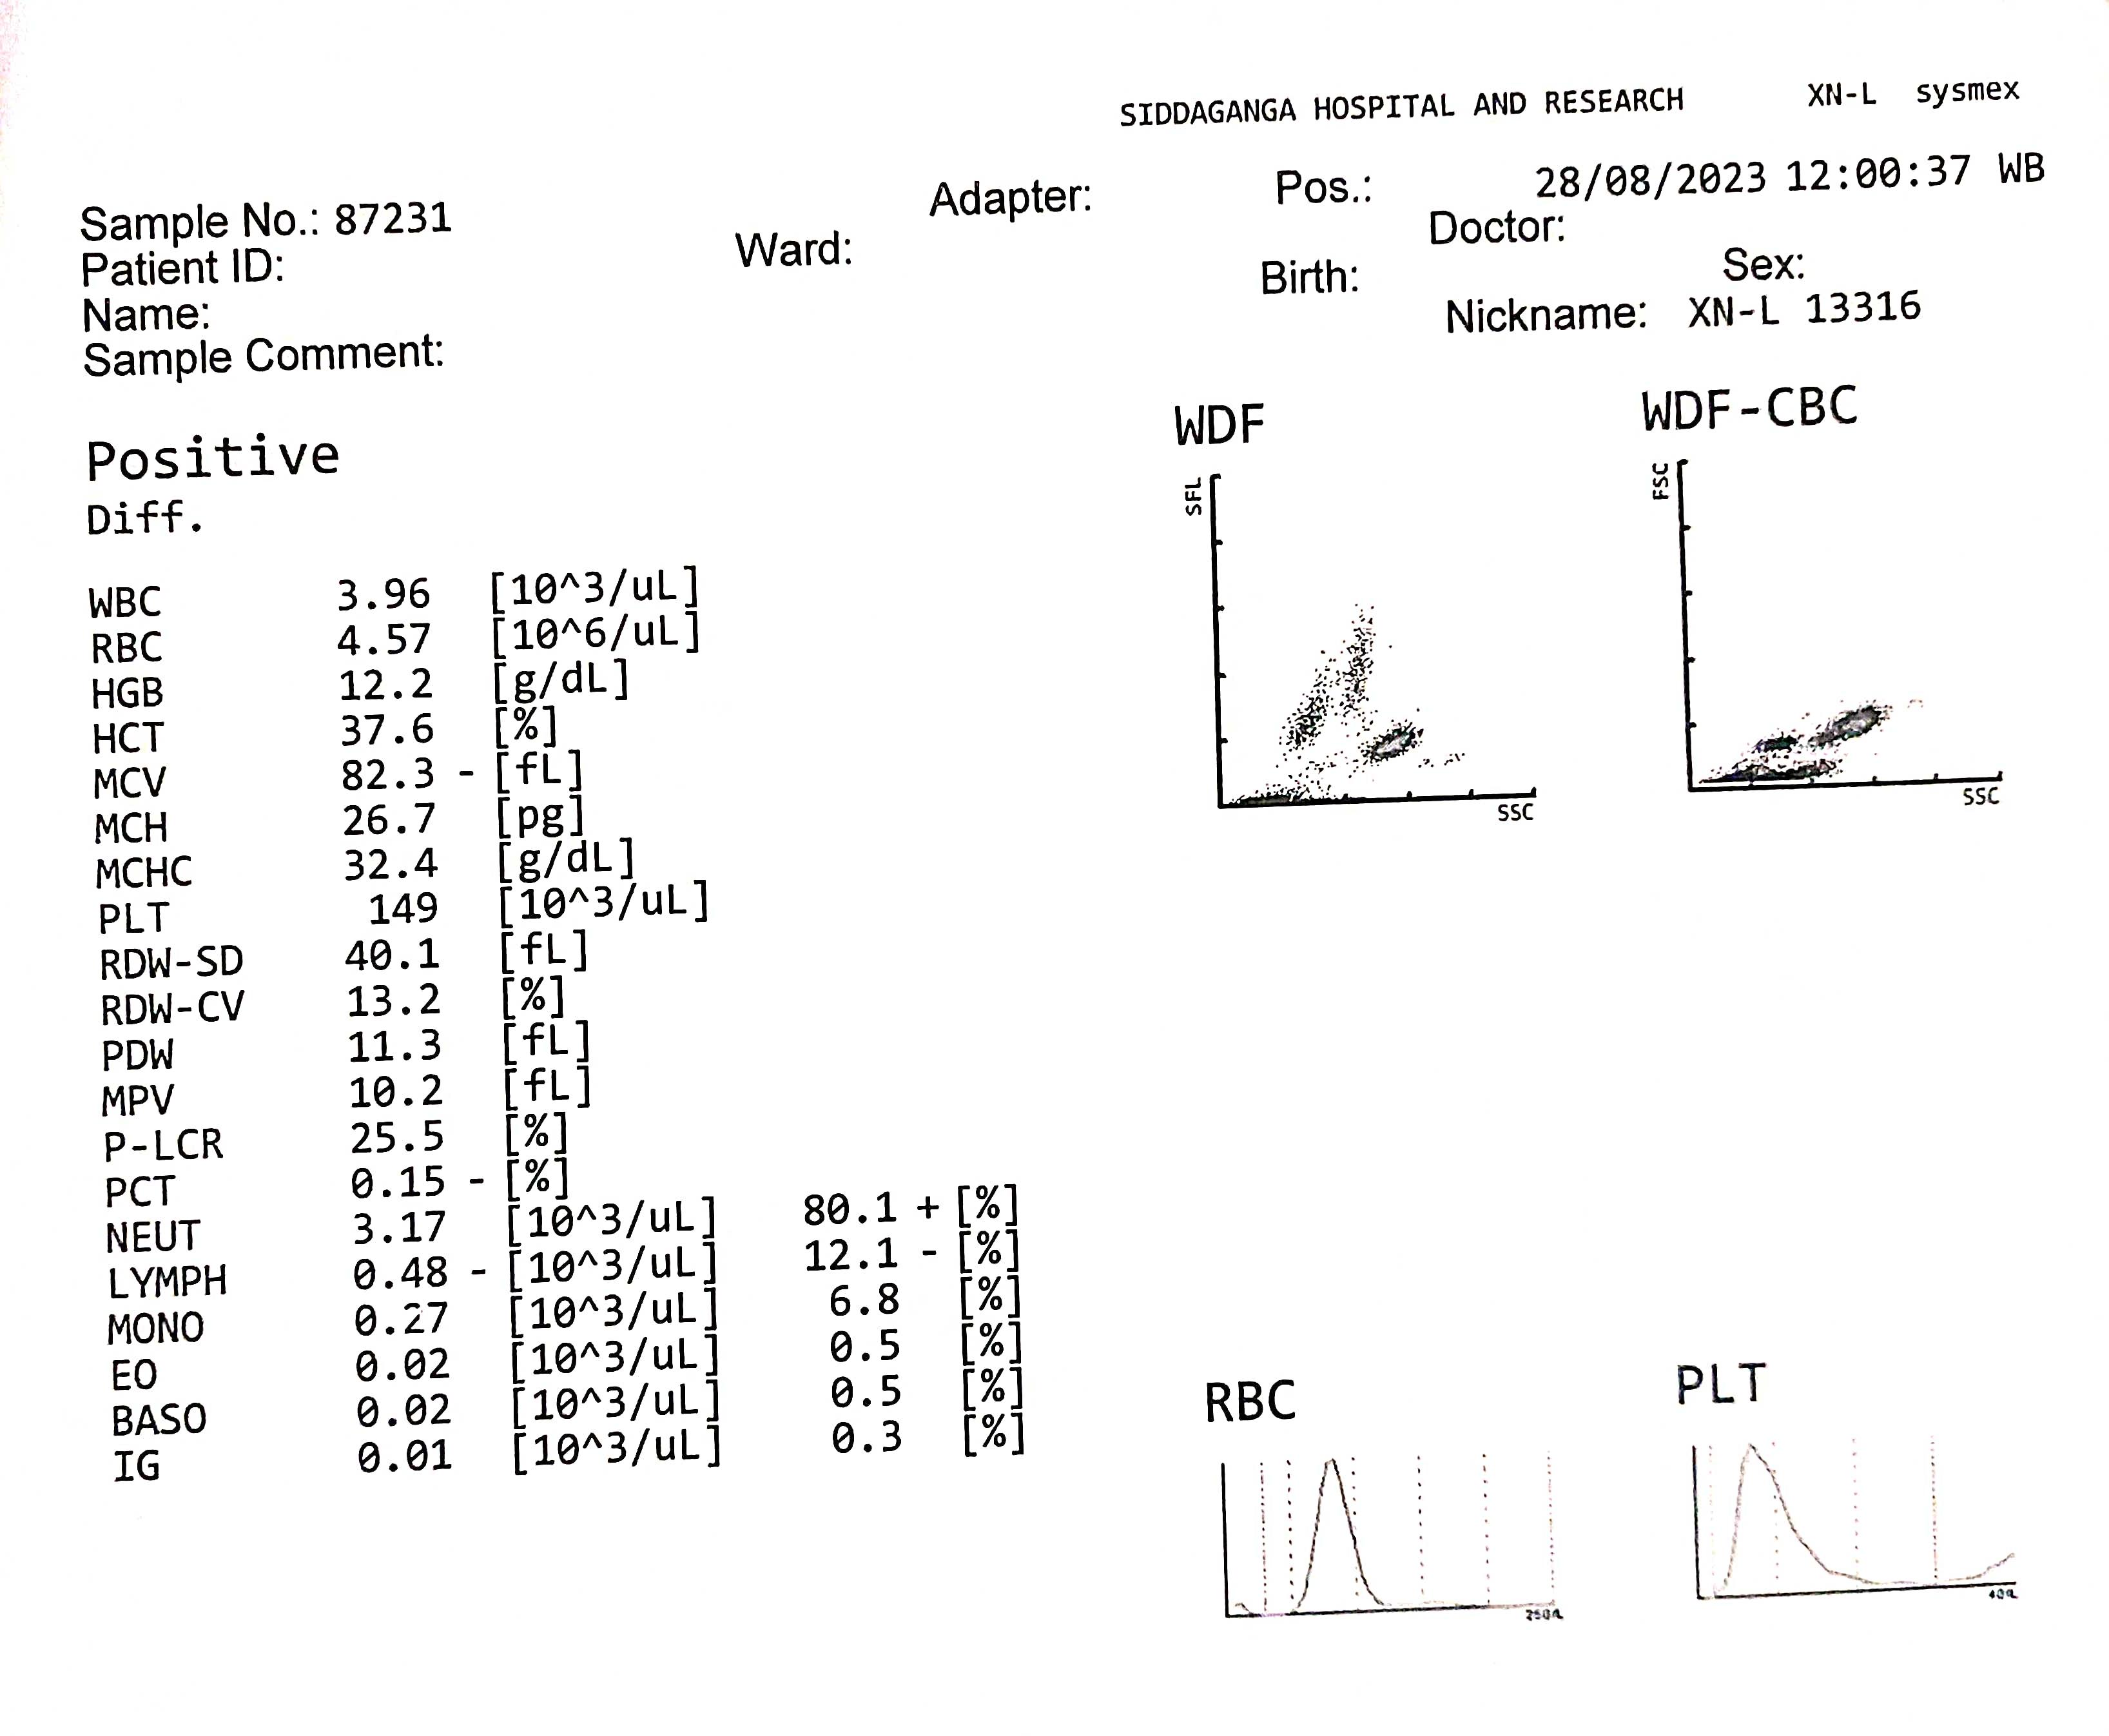 SIDDAGANGA HOSPITAL AND RESEARCH XN-L sysmex
Sample No.: 87231 Adapter: Pos.: 28/08/2023 12:00:37 WB
Patient ID: Ward: Doctor:
Name: Birth: Sex:
Sample Comment: Nickname: XN-L 13316
Positive
Diff.
WBC 3.96 [10^3/uL]
RBC 4.57 [10^6/uL]
HGB 12.2 [g/dL]
HCT 37.6 [%]
MCV 82.3 - [fL]
MCH 26.7 [pg]
MCHC 32.4 [g/dL]
PLT 149 [10^3/uL]
RDW-SD 40.1 [fL]
RDW-CV 13.2 [%]
PDW 11.3 [fL]
MPV 10.2 [fL]
P-LCR 25.5 [%]
PCT 0.15 - [%]
NEUT 3.17 [10^3/uL] 80.1 + [%]
LYMPH 0.48 - [10^3/uL] 12.1 - [%]
MONO 0.27 [10^3/uL] 6.8 [%]
EO 0.02 [10^3/uL] 0.5 [%]
BASO 0.02 [10^3/uL] 0.5 [%]
IG 0.01 [10^3/uL] 0.3 [%]
WDF
SFL
SSC
WDF-CBC
FSC
SSC
RBC
PLT